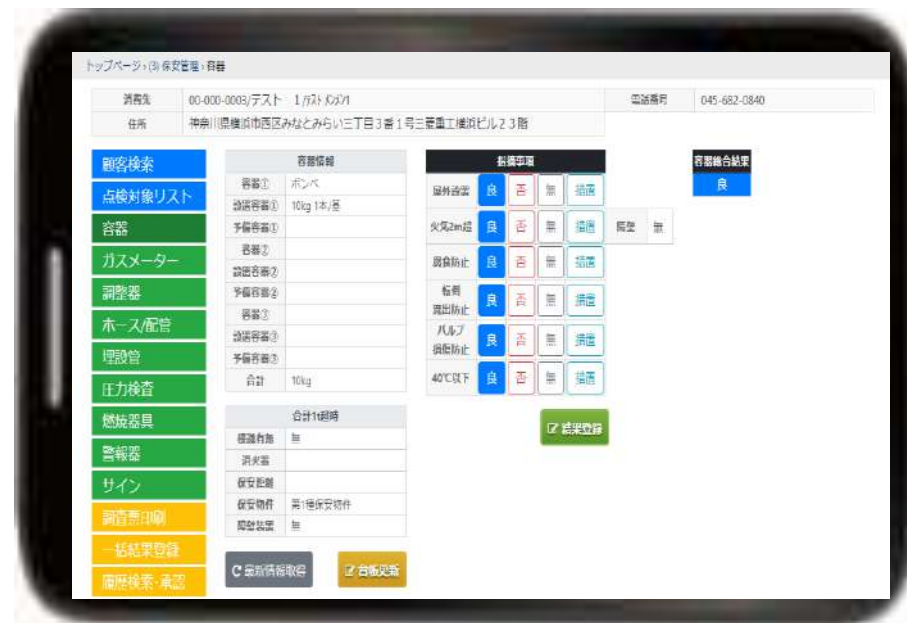 トップページ › (3) 保安管理 › 容器
消費先 00-000-0003/テスト 1 電話番号 045-682-0840
住所 神奈川県横浜市西区みなとみらい三丁目3番1号三菱重工横浜ビル23階
顧客検索
点検対象リスト
容器
ガスメーター
調整器
ホース/配管
埋設管
圧力検査
燃焼器具
警報器
サイン
調査票印刷
一括結果登録
履歴検索・承認
容器情報
容器① ボンベ
設置容器① 10kg 1本/基
予備容器①
容器②
設置容器②
予備容器②
容器③
設置容器③
予備容器③
合計 10kg
合計1t超時
標識有無 無
消火器
保安距離
保安物件 第1種保安物件
障壁装置 無
最新情報取得
台帳更新
指摘事項
屋外設置 良 否 無 措置
火気2m超 良 否 無 措置 障壁 無
腐食防止 良 否 無 措置
転倒
転落防止 良 否 無 措置
バルブ
損傷防止 良 否 無 措置
40℃以下 良 否 無 措置
結果登録
容器総合結果
良